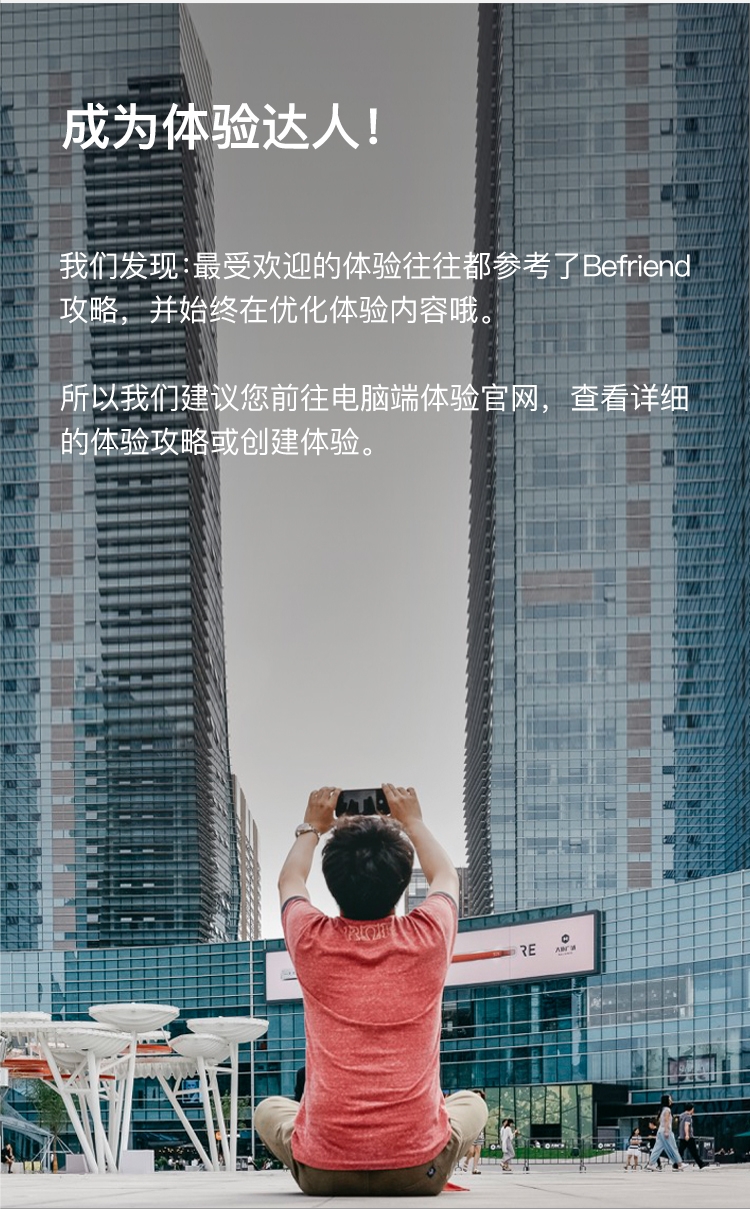 成为体验达人！
我们发现:最受欢迎的体验往往都参考了Befriend
攻略，并始终在优化体验内容哦。
所以我们建议您前往电脑端体验官网，查看详细
的体验攻略或创建体验。
RE